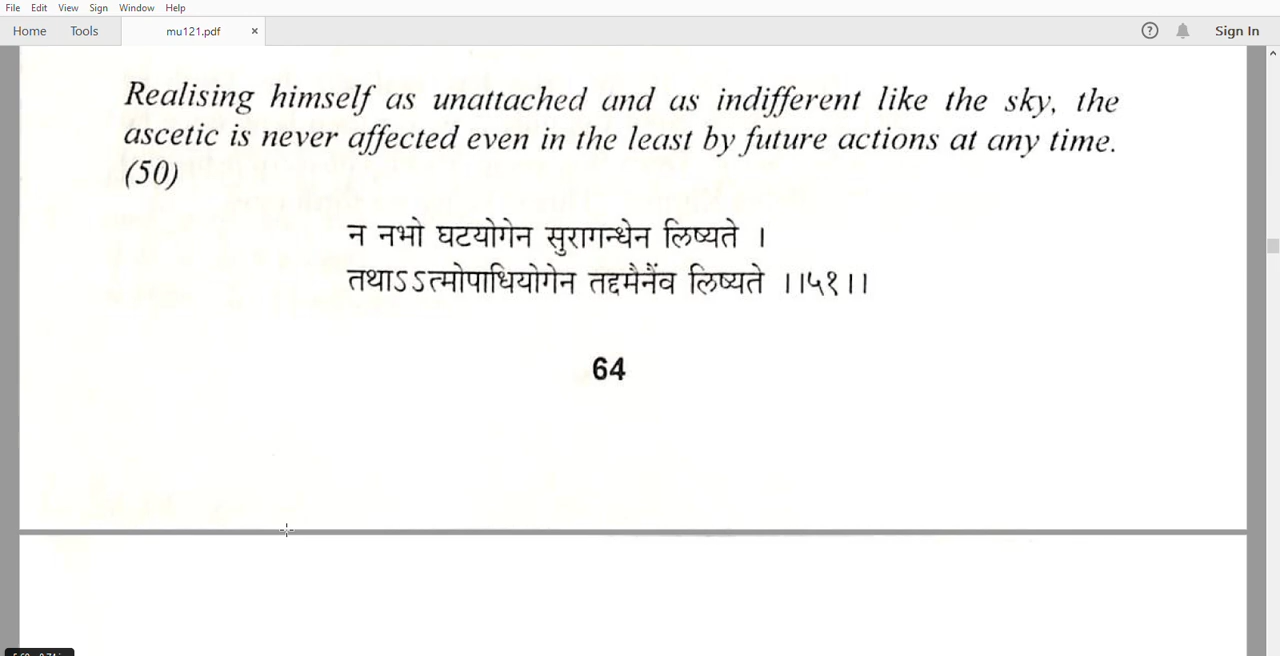 File Edit View Sign Window Help
Home Tools mu121.pdf × ? Sign In
Realising himself as unattached and as indifferent like the sky, the
ascetic is never affected even in the least by future actions at any time.
(50)
न नभो घटयोगेन सुरागन्धेन लिष्यते ।
तथाऽऽत्मोपाधियोगेन तद्दमैनैंव लिष्यते ।।५१।।
64